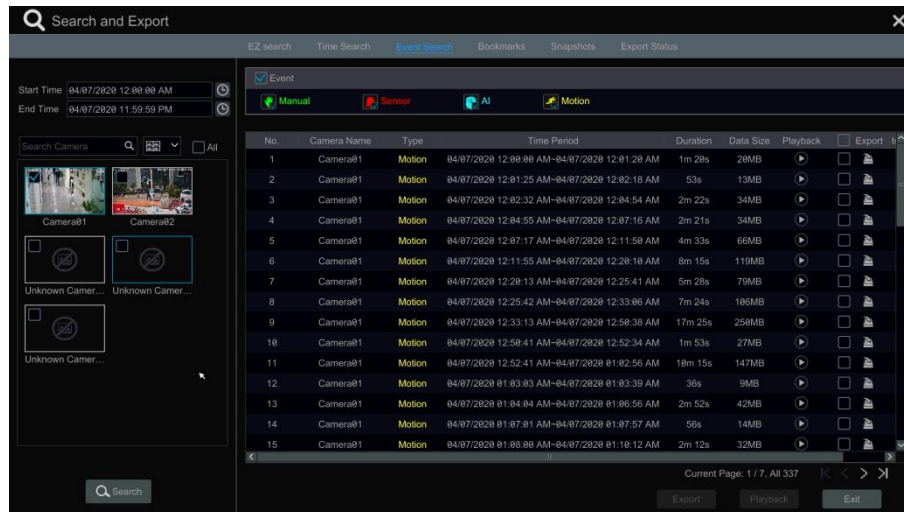 Search and Export
EZ search Time Search Event Search Bookmarks Snapshots Export Status
Start Time 04/07/2020 12:00:00 AM
End Time 04/07/2020 11:59:59 PM
Search Camera All
Camera01 Camera02
Unknown Camer... Unknown Camer...
Unknown Camer...
Search
Event
Manual Sensor AI Motion
No. Camera Name Type Time Period Duration Data Size Playback Export
1 Camera01 Motion 04/07/2020 12:00:00 AM~04/07/2020 12:01:20 AM 1m 20s 20MB
2 Camera01 Motion 04/07/2020 12:01:25 AM~04/07/2020 12:02:18 AM 53s 13MB
3 Camera01 Motion 04/07/2020 12:02:32 AM~04/07/2020 12:04:54 AM 2m 22s 34MB
4 Camera01 Motion 04/07/2020 12:04:55 AM~04/07/2020 12:07:16 AM 2m 21s 34MB
5 Camera01 Motion 04/07/2020 12:07:17 AM~04/07/2020 12:11:50 AM 4m 33s 66MB
6 Camera01 Motion 04/07/2020 12:11:55 AM~04/07/2020 12:20:10 AM 8m 15s 119MB
7 Camera01 Motion 04/07/2020 12:20:13 AM~04/07/2020 12:25:41 AM 5m 28s 79MB
8 Camera01 Motion 04/07/2020 12:25:42 AM~04/07/2020 12:33:06 AM 7m 24s 106MB
9 Camera01 Motion 04/07/2020 12:33:13 AM~04/07/2020 12:50:38 AM 17m 25s 250MB
10 Camera01 Motion 04/07/2020 12:50:41 AM~04/07/2020 12:52:34 AM 1m 53s 27MB
11 Camera01 Motion 04/07/2020 12:52:41 AM~04/07/2020 01:02:56 AM 10m 15s 147MB
12 Camera01 Motion 04/07/2020 01:03:03 AM~04/07/2020 01:03:39 AM 36s 9MB
13 Camera01 Motion 04/07/2020 01:04:04 AM~04/07/2020 01:06:56 AM 2m 52s 42MB
14 Camera01 Motion 04/07/2020 01:07:01 AM~04/07/2020 01:07:57 AM 56s 14MB
15 Camera01 Motion 04/07/2020 01:08:00 AM~04/07/2020 01:10:12 AM 2m 12s 32MB
Current Page: 1 / 7, All 337
Export Playback Exit